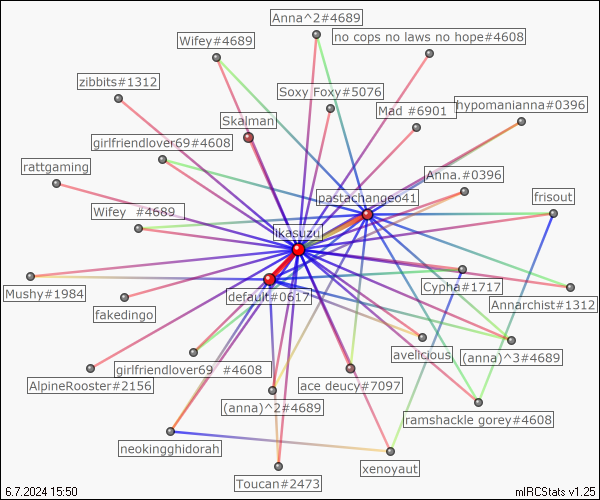 Anna^2#4689
no cops no laws no hope#4608
Wifey#4689
zibbits#1312
Soxy Foxy#5076
hypomanianna#0396
Mad #6901
Skalman
girlfriendlover69#4608
rattgaming
Anna.#0396
pastachangeo41
frisout
Wifey #4689
ikasuzu
Cypha#1717
Mushy#1984
default#0617
Annarchist#1312
fakedingo
avelicious
(anna)^3#4689
girlfriendlover69 #4608
AlpineRooster#2156
ace deucy#7097
(anna)^2#4689
ramshackle gorey#4608
neokingghidorah
xenoyaut
Toucan#2473
6.7.2024 15:50
mIRCStats v1.25